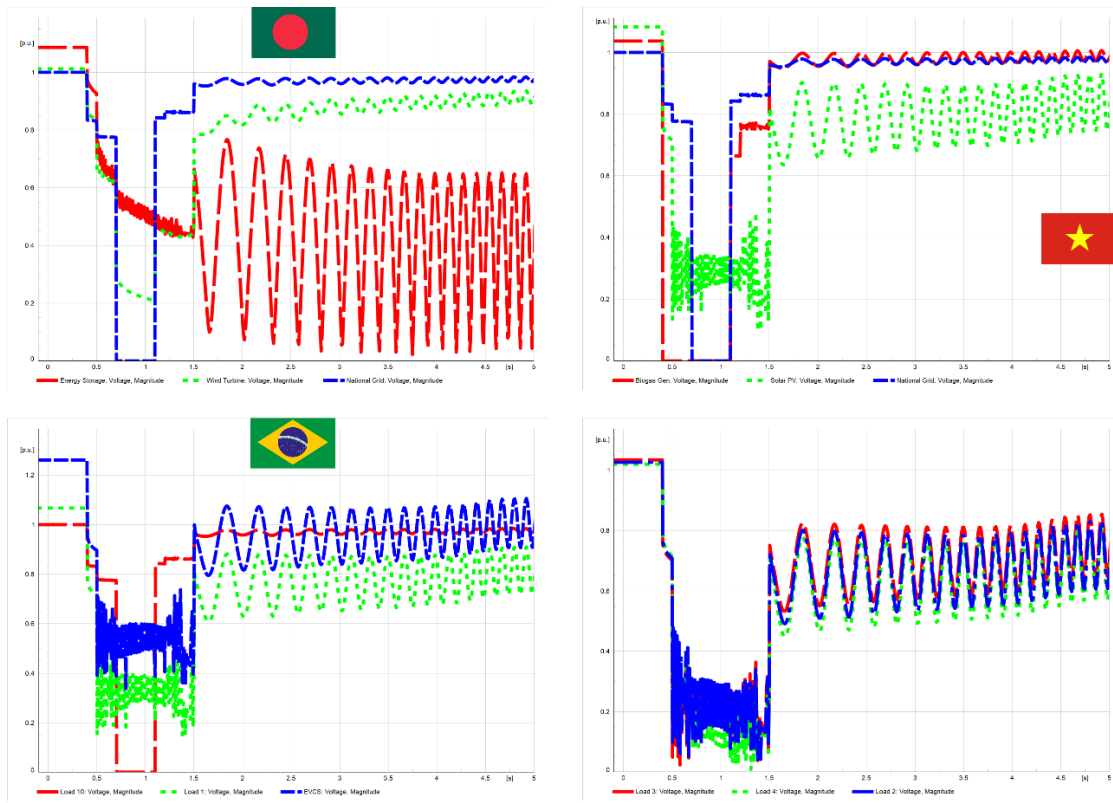 [p.u.]
1
0.8
0.6
0.4
0.2
0
0 0.5 1 1.5 2 2.5 3 3.5 4 4.5 [s] 5
Energy Storage: Voltage, Magnitude Wind Turbine: Voltage, Magnitude National Grid: Voltage, Magnitude
[p.u.]
1
0.8
0.6
0.4
0.2
0
0 0.5 1 1.5 2 2.5 3 3.5 4 4.5 [s] 5
Biogas Gen: Voltage, Magnitude Solar PV: Voltage, Magnitude National Grid: Voltage, Magnitude
[p.u.]
1.2
1
0.8
0.6
0.4
0.2
0
0 0.5 1 1.5 2 2.5 3 3.5 4 4.5 [s] 5
Load 10: Voltage, Magnitude Load 1: Voltage, Magnitude EVCS: Voltage, Magnitude
[p.u.]
1
0.8
0.6
0.4
0.2
0
0 0.5 1 1.5 2 2.5 3 3.5 4 4.5 [s] 5
Load 3: Voltage, Magnitude Load 4: Voltage, Magnitude Load 2: Voltage, Magnitude